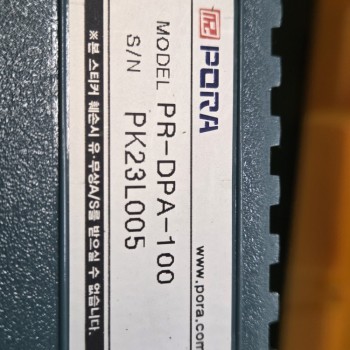 PORA
www.pora.com
MODEL PR-DPA-100
S/N PK23L005
※본 스티커 훼손시 유·무상A/S를 받으실 수 없습니다.